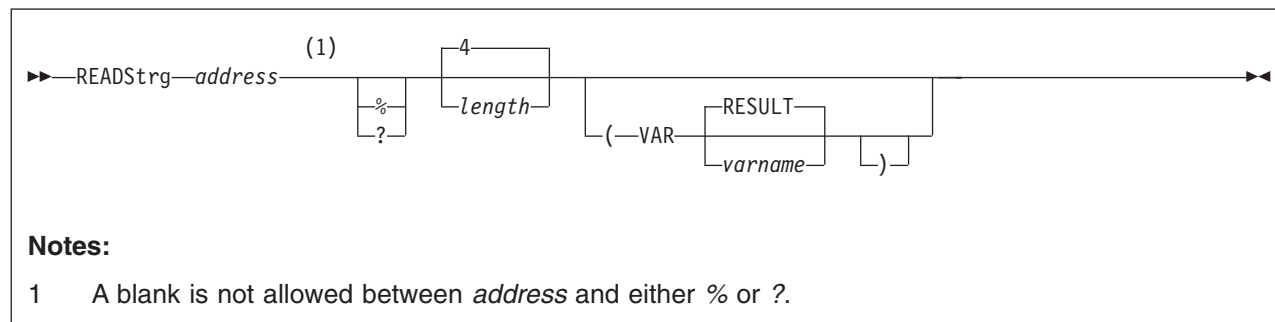 (1) 4
READStrg address
% length RESULT
? ( VAR
varname )
Notes:
1 A blank is not allowed between address and either % or ?.